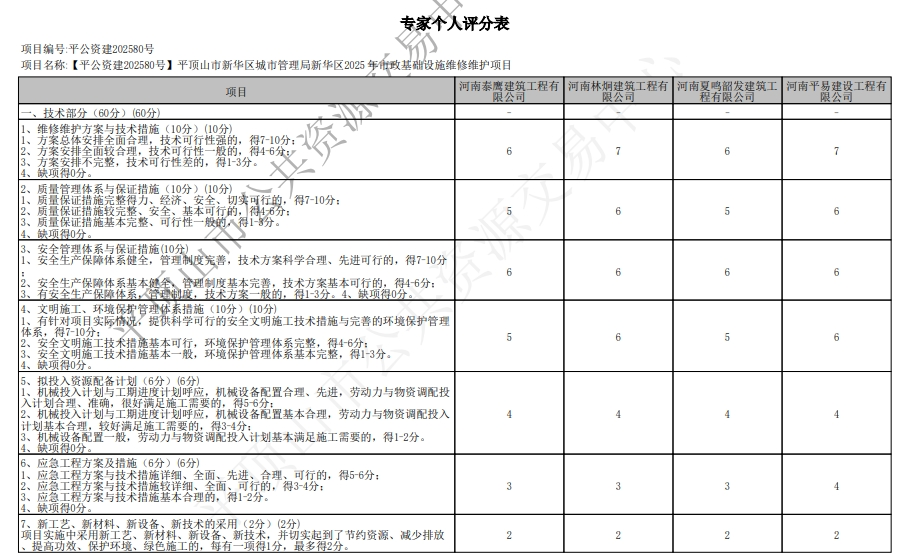 专家个人评分表
项目编号:平公资建202580号
项目名称:【平公资建202580号】平顶山市新华区城市管理局新华区2025年市政基础设施维修维护项目
项目 河南泰鹰建筑工程有限公司 河南林炯建筑工程有限公司 河南夏鸣韶发建筑工程有限公司 河南平易建设工程有限公司
一、技术部分（60分）(60分) - - - -
1、维修维护方案与技术措施（10分）(10分)
1、方案总体安排全面合理，技术可行性强的，得7-10分；
2、方案安排全面较合理，技术可行性一般的，得4-6分；
3、方案安排不完整，技术可行性差的，得1-3分。
4、缺项得0分。
6 7 6 7
2、质量管理体系与保证措施（10分）(10分)
1、质量保证措施完整得力、经济、安全、切实可行的，得7-10分；
2、质量保证措施较完整、安全、基本可行的，得4-6分；
3、质量保证措施基本完整、可行性一般的，得1-3分。
4、缺项得0分。
5 6 5 6
3、安全管理体系与保证措施(10分)
1、安全生产保障体系健全，管理制度完善，技术方案科学合理、先进可行的，得7-10分
；
2、安全生产保障体系基本健全，管理制度基本完善，技术方案基本可行的，得4-6分；
3、有安全生产保障体系，管理制度，技术方案一般的，得1-3分。4、缺项得0分。
6 6 6 6
4、文明施工、环境保护管理体系措施（10分）(10分)
1、有针对项目实际情况，提供科学可行的安全文明施工技术措施与完善的环境保护管理
体系，得7-10分；
2、安全文明施工技术措施基本可行，环境保护管理体系完整，得4-6分；
3、安全文明施工技术措施基本一般，环境保护管理体系基本完整，得1-3分。
4、缺项得0分。
5 6 5 6
5、拟投入资源配备计划（6分）(6分)
1、机械投入计划与工期进度计划呼应，机械设备配置合理、先进，劳动力与物资调配投
入计划合理、准确，很好满足施工需要的，得5-6分；
2、机械投入计划与工期进度计划呼应，机械设备配置基本合理，劳动力与物资调配投入
计划基本合理，较好满足施工需要的，得3-4分；
3、机械设备配置一般，劳动力与物资调配投入计划基本满足施工需要的，得1-2分。
4、缺项得0分。
4 4 4 4
6、应急工程方案及措施（6分）(6分)
1、应急工程方案与技术措施详细、全面、先进、合理、可行的，得5-6分；
2、应急工程方案与技术措施较详细、全面、可行的，得3-4分；
3、应急工程方案与技术措施基本合理的，得1-2分。
4、缺项得0分。
3 3 3 4
7、新工艺、新材料、新设备、新技术的采用（2分）(2分)
项目实施中采用新工艺、新材料、新设备、新技术，并切实起到了节约资源、减少排放
、提高功效、保护环境、绿色施工的，每有一项得1分，最多得2分。
2 2 2 2
平顶山市公共资源交易中
平顶山市公共资源交易中心